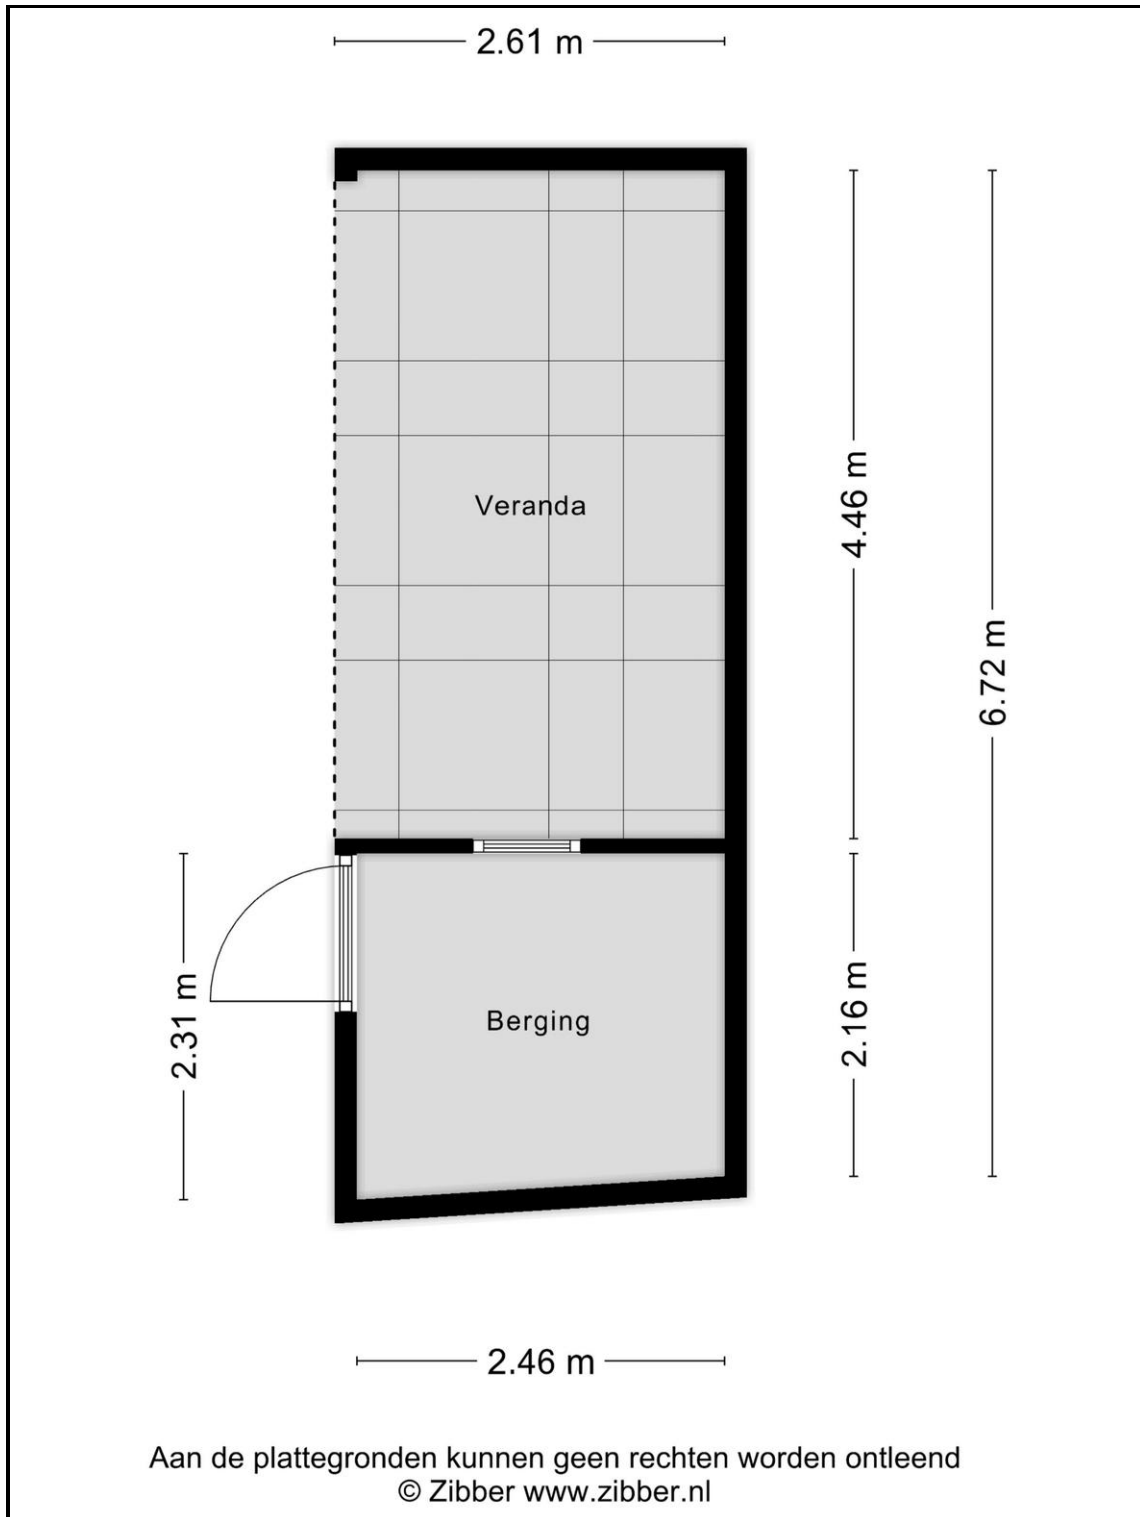 2.61 m
4.46 m
6.72 m
Veranda
2.31 m
2.16 m
Berging
2.46 m
Aan de plattegronden kunnen geen rechten worden ontleend
© Zibber www.zibber.nl